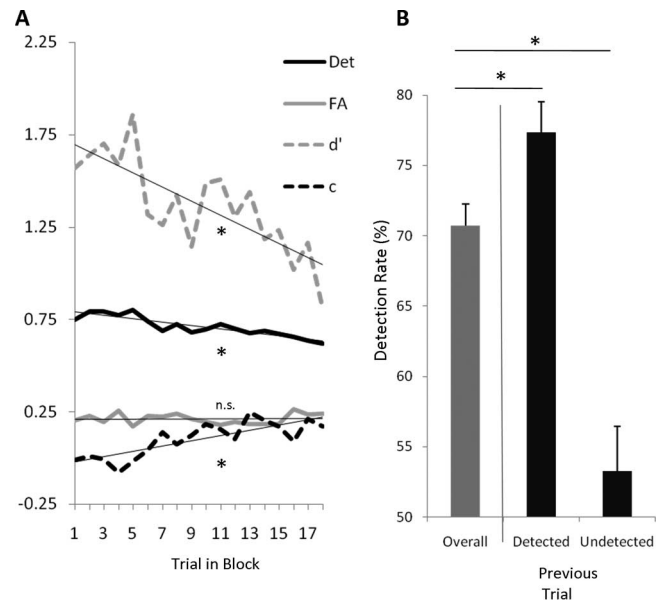 A
2.25
1.75
1.25
0.75
0.25
-0.25
Det
FA
d'
c
*
*
n.s.
*
1 3 5 7 9 11 13 15 17
Trial in Block
B
*
*
80
75
70
65
60
55
50
Detection Rate (%)
Overall Detected Undetected
Previous
Trial